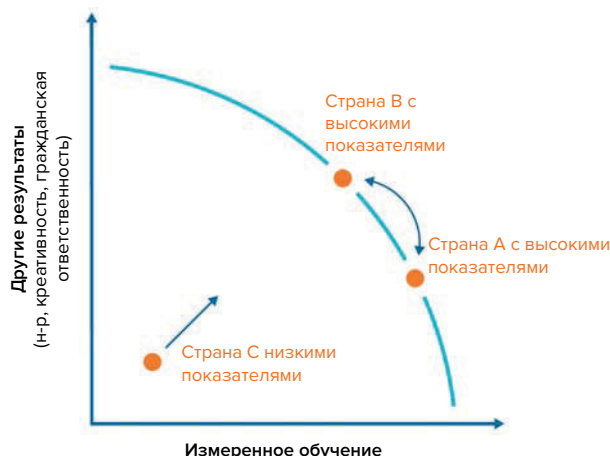 Другие результаты
(н-р, креативность, гражданская
ответственность)
Страна B с
высокими
показателями
Страна A с высокими
показателями
Страна C низкими
показателями
Измеренное обучение